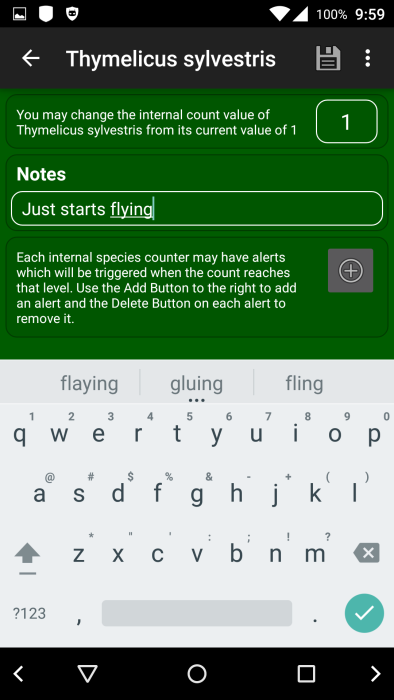 100% 9:59
Thymelicus sylvestris
You may change the internal count value of
Thymelicus sylvestris from its current value of 1
1
Notes
Just starts flying
Each internal species counter may have alerts
which will be triggered when the count reaches
that level. Use the Add Button to the right to add
an alert and the Delete Button on each alert to
remove it.
flaying gluing fling
1 2 3 4 5 6 7 8 9 0
q w e r t y u i o p
@ # $ % & - + ( )
a s d f g h j k l
* " ' : ; ! ?
z x c v b n m
?123 , .